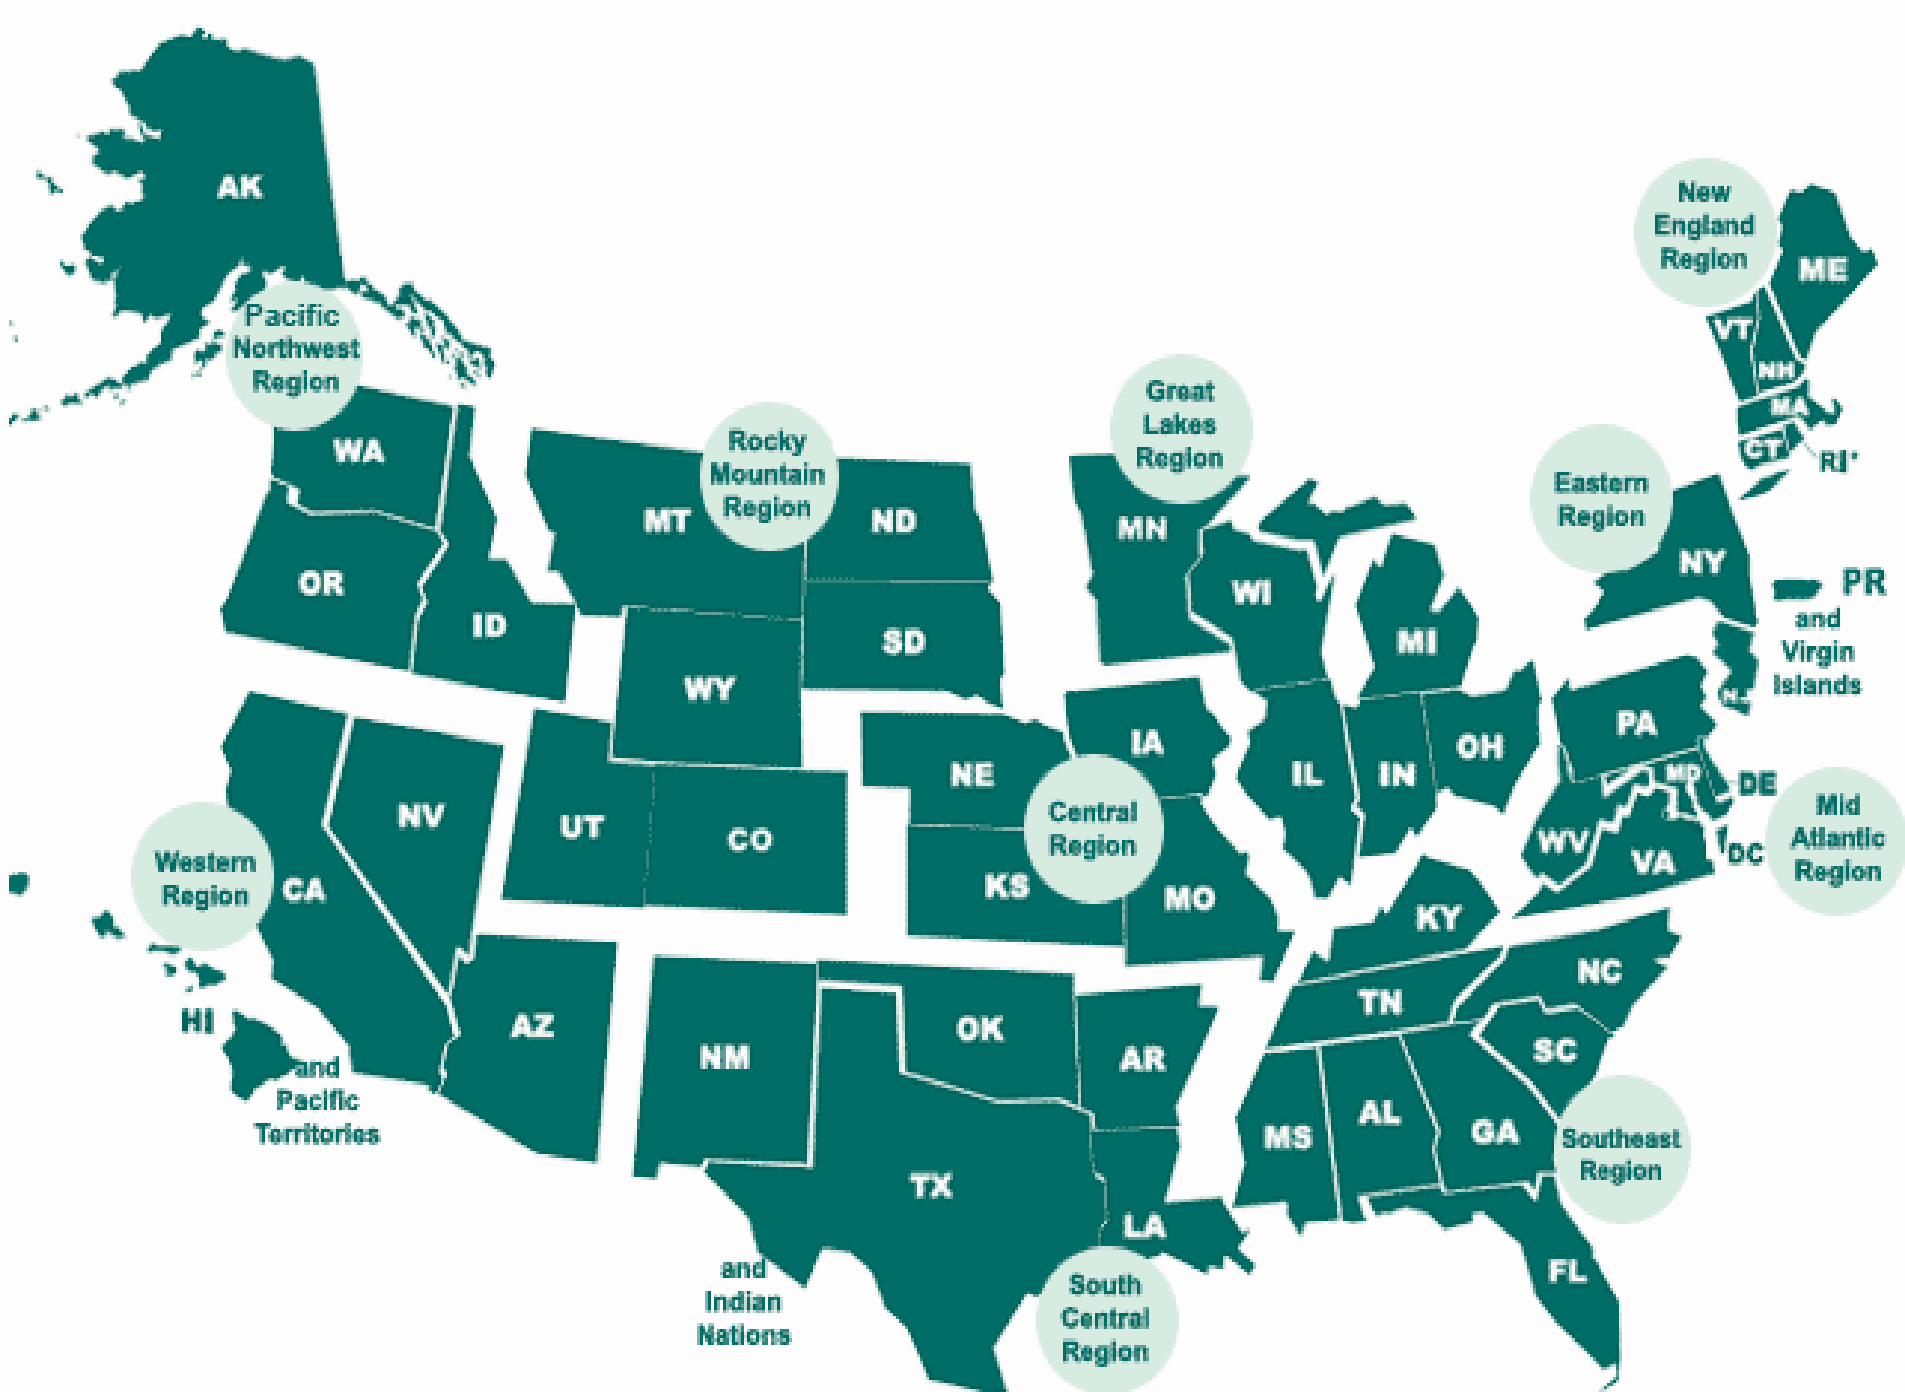 AK
New
England
Region
ME
Pacific
Northwest
Region
VT
NH
MA
CT
RI*
Great
Lakes
Region
Rocky
Mountain
Region
Eastern
Region
WA
MT
ND
MN
NY
PR
and
Virgin
Islands
OR
ID
WI
MI
SD
WY
NJ
PA
IA
OH
NE
IL
IN
MD
DE
DC
Mid
Atlantic
Region
Central
Region
NV
UT
CO
WV
VA
Western
Region
CA
KS
MO
KY
NC
HI
and
Pacific
Territories
AZ
NM
OK
AR
TN
SC
MS
AL
GA
Southeast
Region
TX
LA
FL
and
Indian
Nations
South
Central
Region